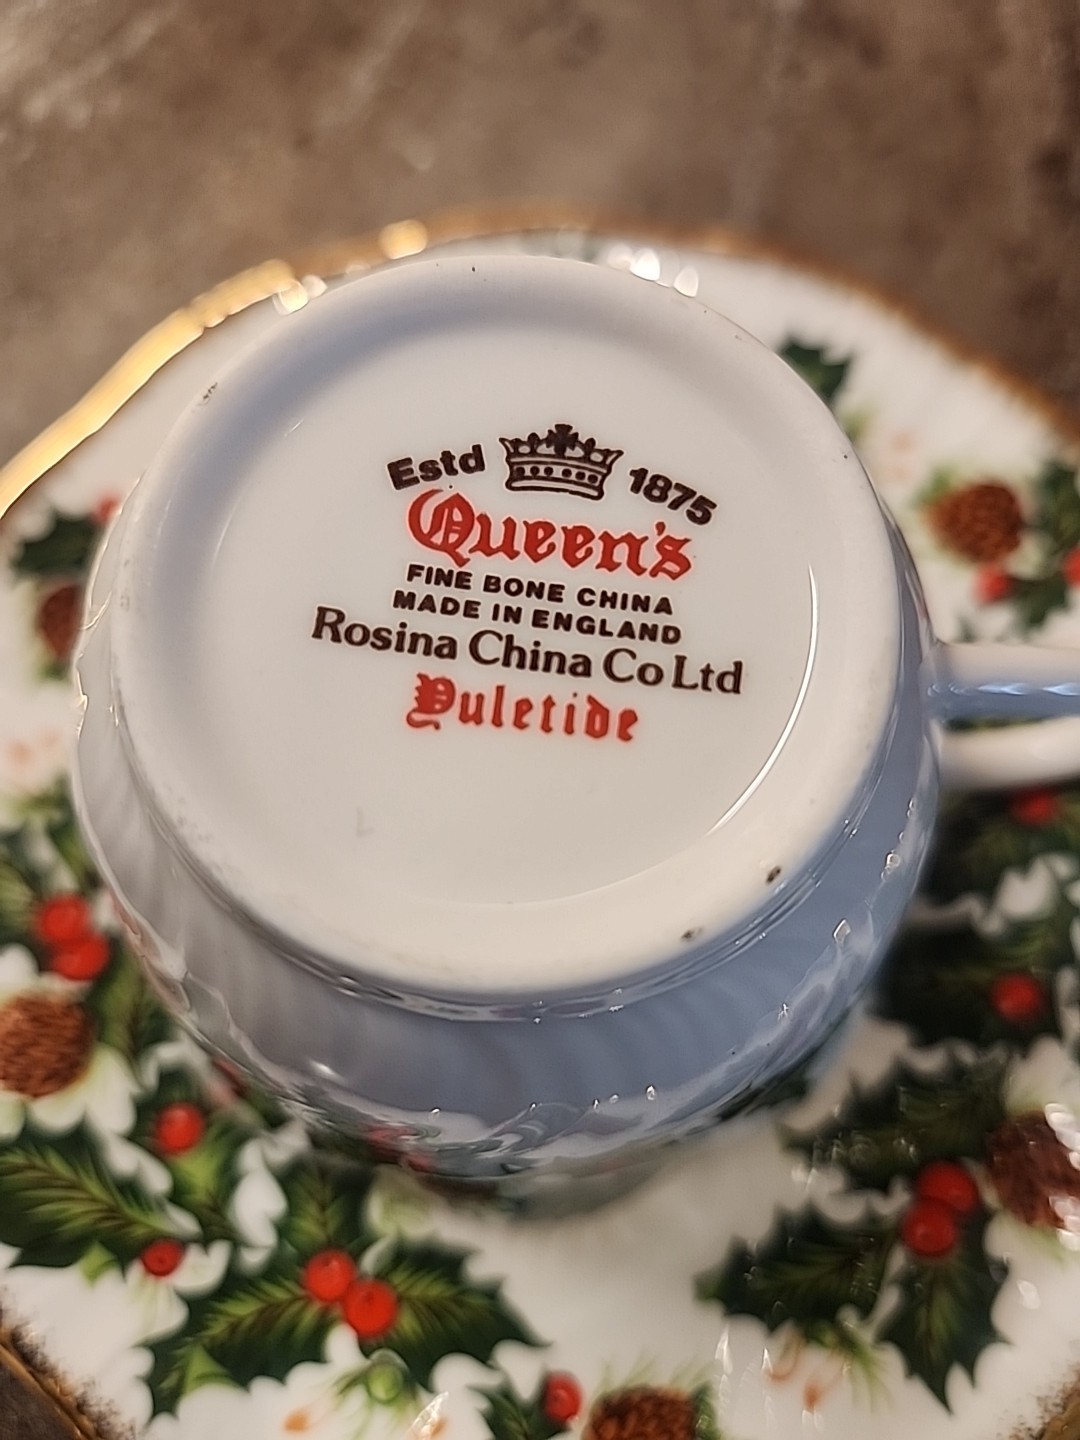 Estd 1875
Queen's
FINE BONE CHINA
MADE IN ENGLAND
Rosina China Co Ltd
Yuletide